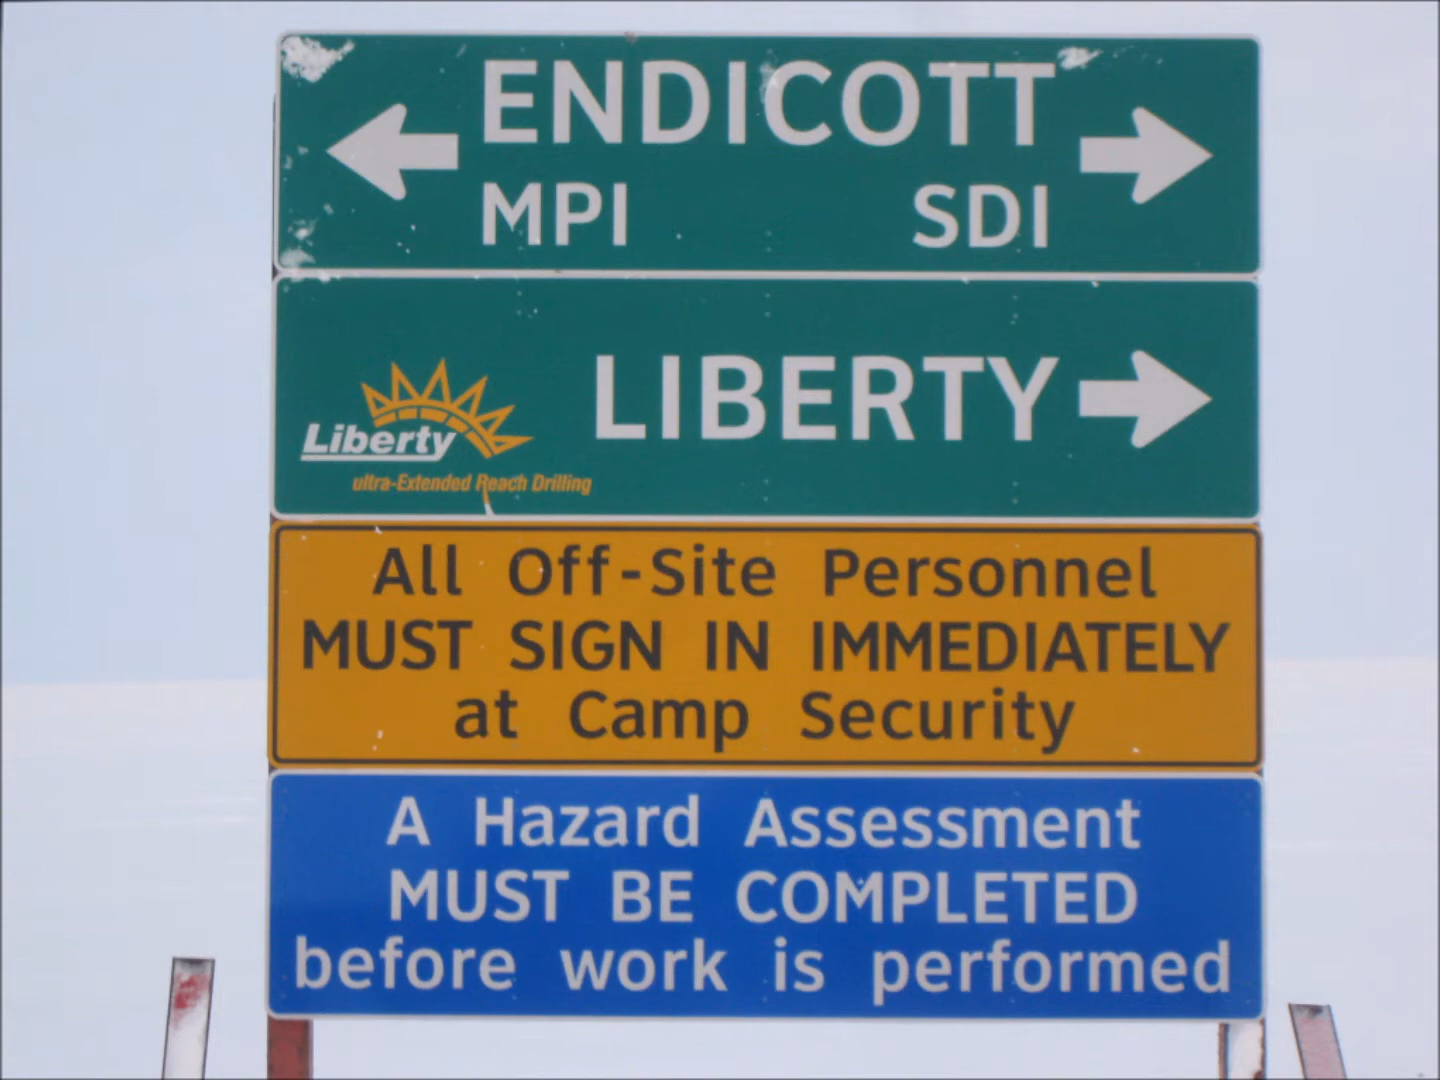 ENDICOTT
MPI SDI
LIBERTY
Liberty
ultra-Extended Reach Drilling
All Off-Site Personnel
MUST SIGN IN IMMEDIATELY
at Camp Security
A Hazard Assessment
MUST BE COMPLETED
before work is performed